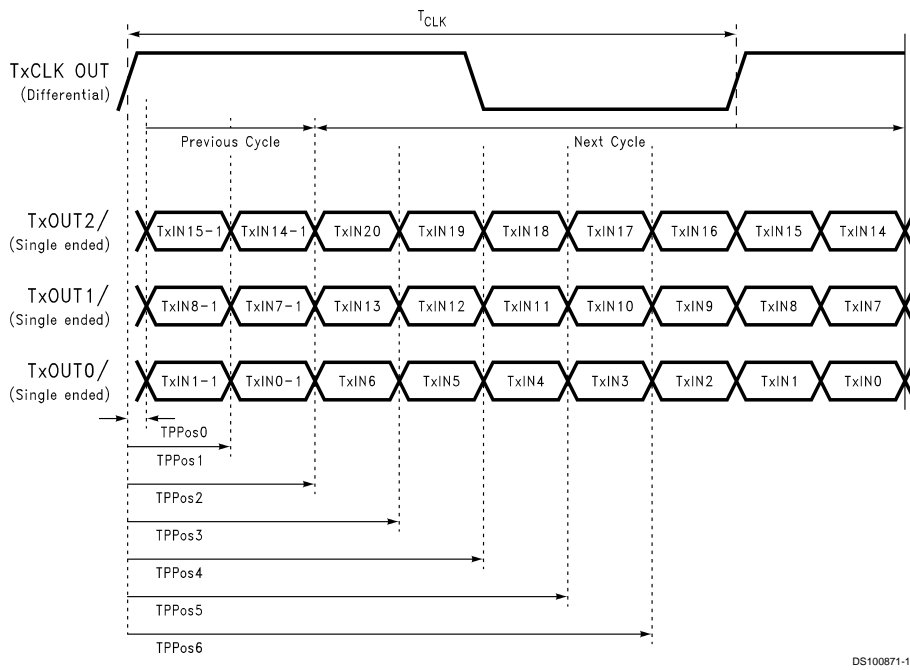 TCLK
TxCLK OUT
(Differential)
Previous Cycle
Next Cycle
TxOUT2/
(Single ended)
TxIN15-1 TxIN14-1 TxIN20 TxIN19 TxIN18 TxIN17 TxIN16 TxIN15 TxIN14
TxOUT1/
(Single ended)
TxIN8-1 TxIN7-1 TxIN13 TxIN12 TxIN11 TxIN10 TxIN9 TxIN8 TxIN7
TxOUT0/
(Single ended)
TxIN1-1 TxIN0-1 TxIN6 TxIN5 TxIN4 TxIN3 TxIN2 TxIN1 TxIN0
TPPos0
TPPos1
TPPos2
TPPos3
TPPos4
TPPos5
TPPos6
DS100871-1